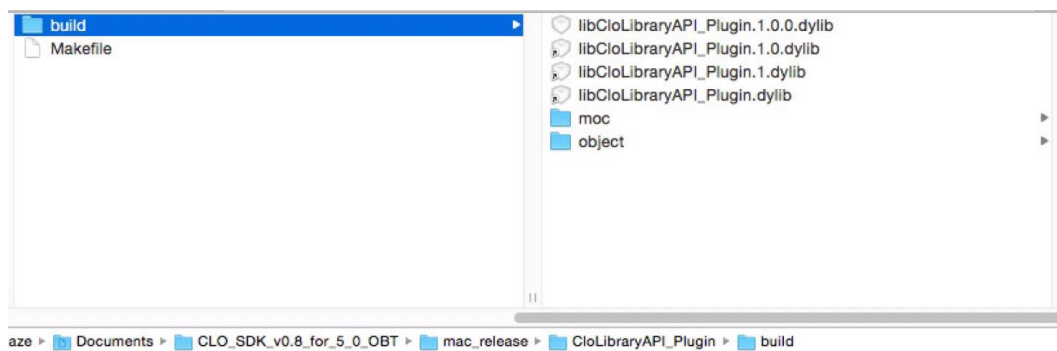 build
Makefile
libCloLibraryAPI_Plugin.1.0.0.dylib
libCloLibraryAPI_Plugin.1.0.dylib
libCloLibraryAPI_Plugin.1.dylib
libCloLibraryAPI_Plugin.dylib
moc
object
aze Documents CLO_SDK_v0.8_for_5_0_OBT mac_release CloLibraryAPI_Plugin build